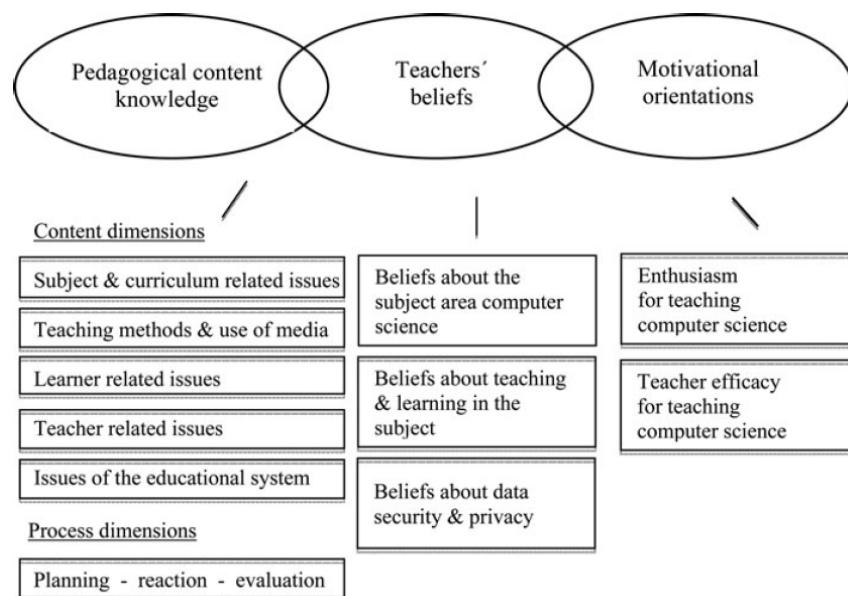 Pedagogical content
knowledge
Teachers´
beliefs
Motivational
orientations
Content dimensions
Subject & curriculum related issues
Teaching methods & use of media
Learner related issues
Teacher related issues
Issues of the educational system
Process dimensions
Planning - reaction - evaluation
Beliefs about the
subject area computer
science
Beliefs about teaching
& learning in the
subject
Beliefs about data
security & privacy
Enthusiasm
for teaching
computer science
Teacher efficacy
for teaching
computer science